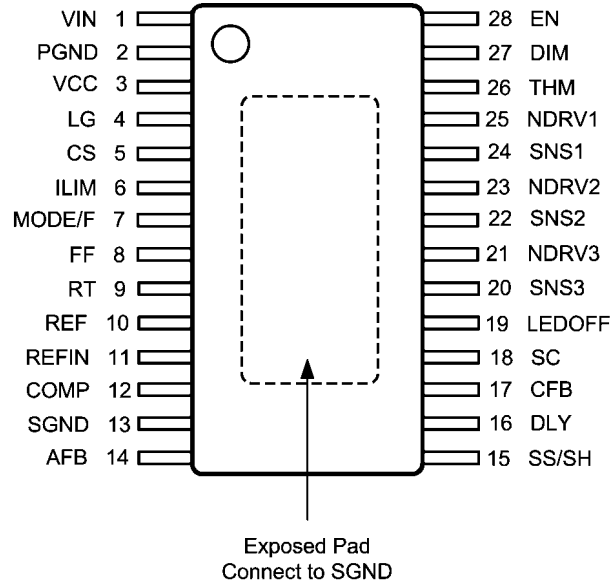 VIN 1 28 EN
PGND 2 27 DIM
VCC 3 26 THM
LG 4 25 NDRV1
CS 5 24 SNS1
ILIM 6 23 NDRV2
MODE/F 7 22 SNS2
FF 8 21 NDRV3
RT 9 20 SNS3
REF 10 19 LEDOFF
REFIN 11 18 SC
COMP 12 17 CFB
SGND 13 16 DLY
AFB 14 15 SS/SH
Exposed Pad
Connect to SGND